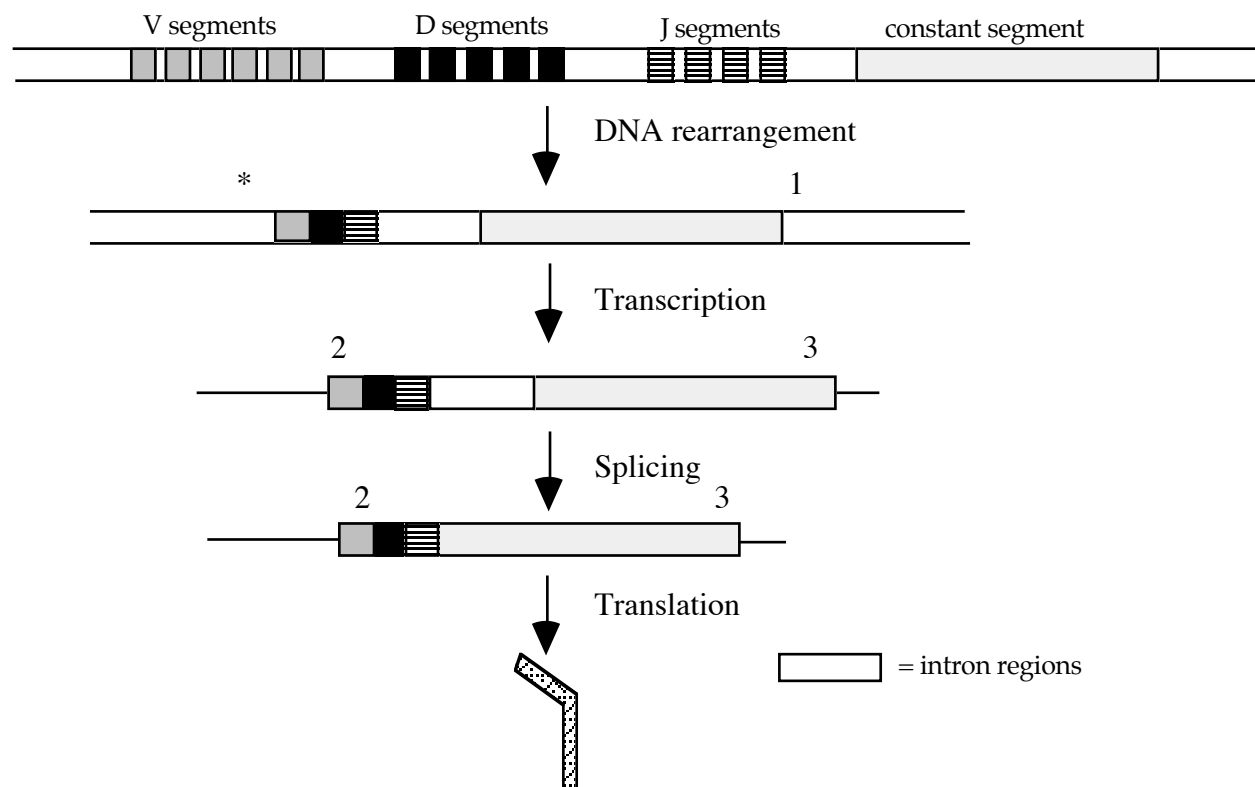 V segments D segments J segments constant segment
DNA rearrangement
* 1
Transcription
2 3
Splicing
2 3
Translation
= intron regions